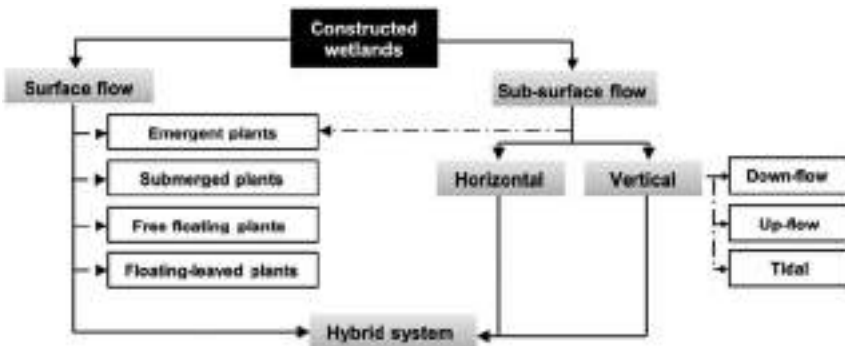 Constructed
wetlands
Surface flow
Sub-surface flow
Emergent plants
Submerged plants
Horizontal
Vertical
Down-flow
Free floating plants
Up-flow
Floating-leaved plants
Tidal
Hybrid system